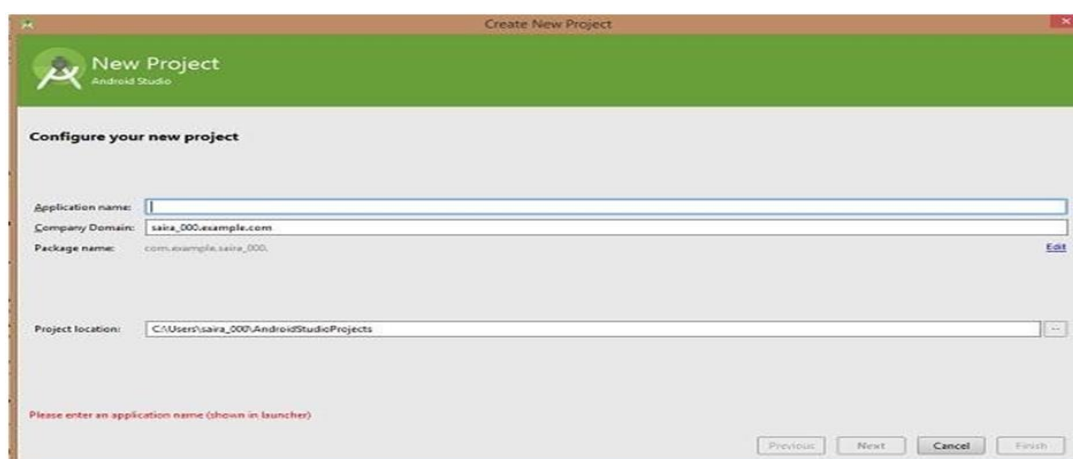 Create New Project
New Project
Android Studio
Configure your new project
Application name:
Company Domain: saira_000.example.com
Package name: com.example.saira_000.
Edit
Project location: C:\Users\saira_000\AndroidStudioProjects
...
Please enter an application name (shown in launcher)
Previous Next Cancel Finish